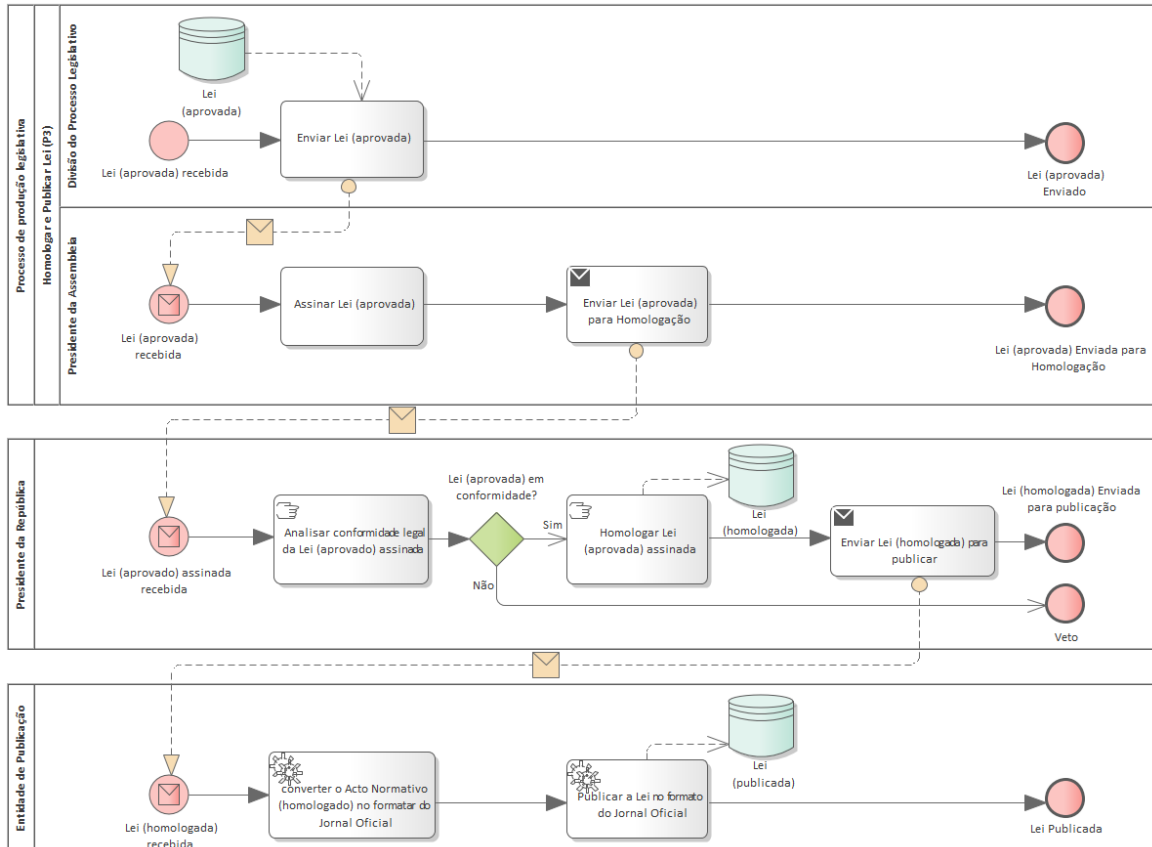 Processo de produção legislativa
Homologar e Publicar Lei (P3)
Divisão do Processo Legislativo
Lei
(aprovada)
Lei (aprovada) recebida
Enviar Lei (aprovada)
Lei (aprovada)
Enviado
Presidente da Assembleia
Lei (aprovada)
recebida
Assinar Lei (aprovada)
Enviar Lei (aprovada)
para Homologação
Lei (aprovada) Enviada para
Homologação
Presidente da República
Lei (aprovado) assinada
recebida
Analisar conformidade legal
da Lei (aprovado) assinada
Lei (aprovada) em
conformidade?
Sim
Não
Homologar Lei
(aprovada) assinada
Lei
(homologada)
Enviar Lei (homologada) para
publicar
Lei (homologada) Enviada
para publicação
Veto
Entidade de Publicação
Lei (homologada)
recebida
converter o Acto Normativo
(homologado) no formatar do
Jornal Oficial
Publicar a Lei no formato
do Jornal Oficial
Lei
(publicada)
Lei Publicada